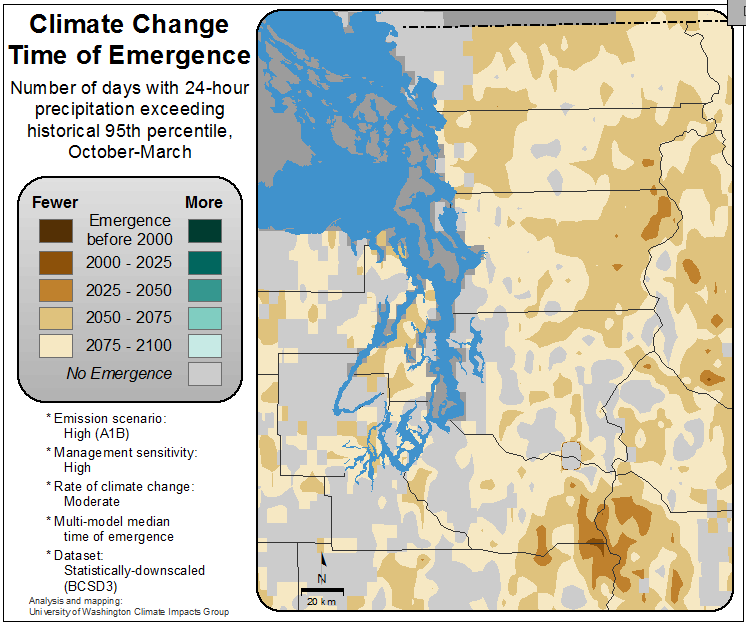 Climate Change
Time of Emergence
Number of days with 24-hour
precipitation exceeding
historical 95th percentile,
October-March
Fewer More
Emergence
before 2000
2000 - 2025
2025 - 2050
2050 - 2075
2075 - 2100
No Emergence
* Emission scenario:
High (A1B)
* Management sensitivity:
High
* Rate of climate change:
Moderate
* Multi-model median
time of emergence
* Dataset:
Statistically-downscaled
(BCSD3)
Analysis and mapping:
University of Washington Climate Impacts Group
N
20 km